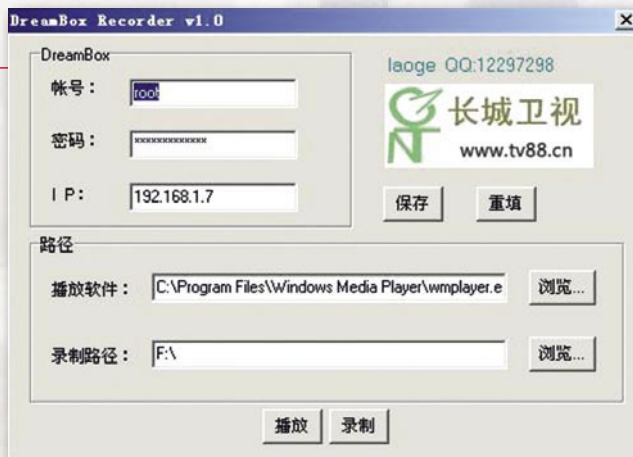 DreamBox Recorder v1.0
DreamBox
帐号：
root
密码：
*************
I P:
192.168.1.7
laoge QQ:12297298
长城卫视
www.tv88.cn
保存
重填
路径
播放软件：
C:\Program Files\Windows Media Player\wmplayer.e
浏览...
录制路径：
F:\
浏览...
播放
录制